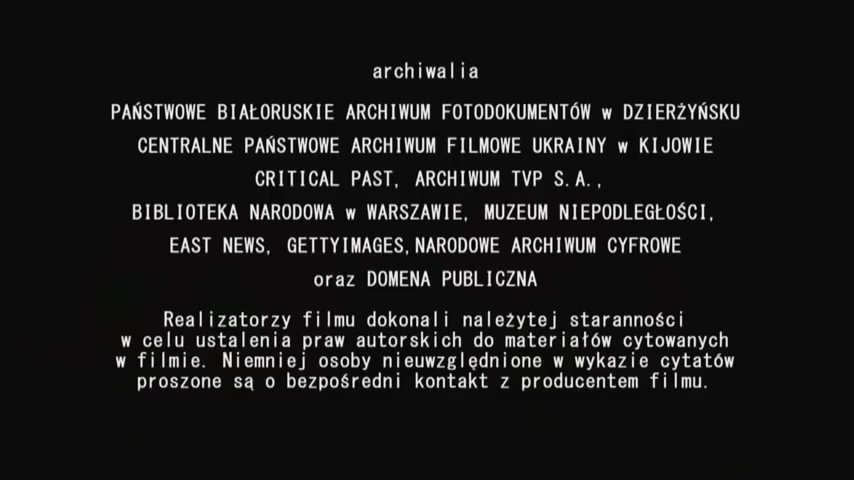 archiwalia
PAŃSTWOWE BIAŁORUSKIE ARCHIWUM FOTODOKUMENTÓW w DZIERŻYŃSKU
CENTRALNE PAŃSTWOWE ARCHIWUM FILMOWE UKRAINY w KIJOWIE
CRITICAL PAST, ARCHIWUM TVP S.A.,
BIBLIOTEKA NARODOWA w WARSZAWIE, MUZEUM NIEPODLEGŁOŚCI,
EAST NEWS, GETTYIMAGES,NARODOWE ARCHIWUM CYFROWE
oraz DOMENA PUBLICZNA
Realizatorzy filmu dokonali należytej staranności
w celu ustalenia praw autorskich do materiałów cytowanych
w filmie. Niemniej osoby nieuwzględnione w wykazie cytatów
proszone są o bezpośredni kontakt z producentem filmu.